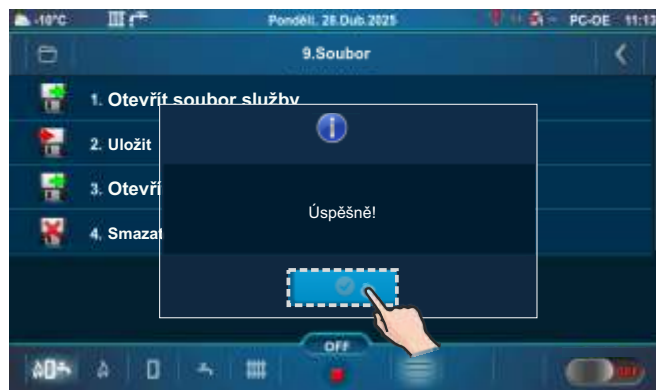 -10°C Pondělí, 28.Dub.2025 PC-OE 11:13
9.Soubor
1. Otevřít soubor služby
2. Uložit
3. Otevří
4. Smazat
Úspěšně!
OFF
OFF